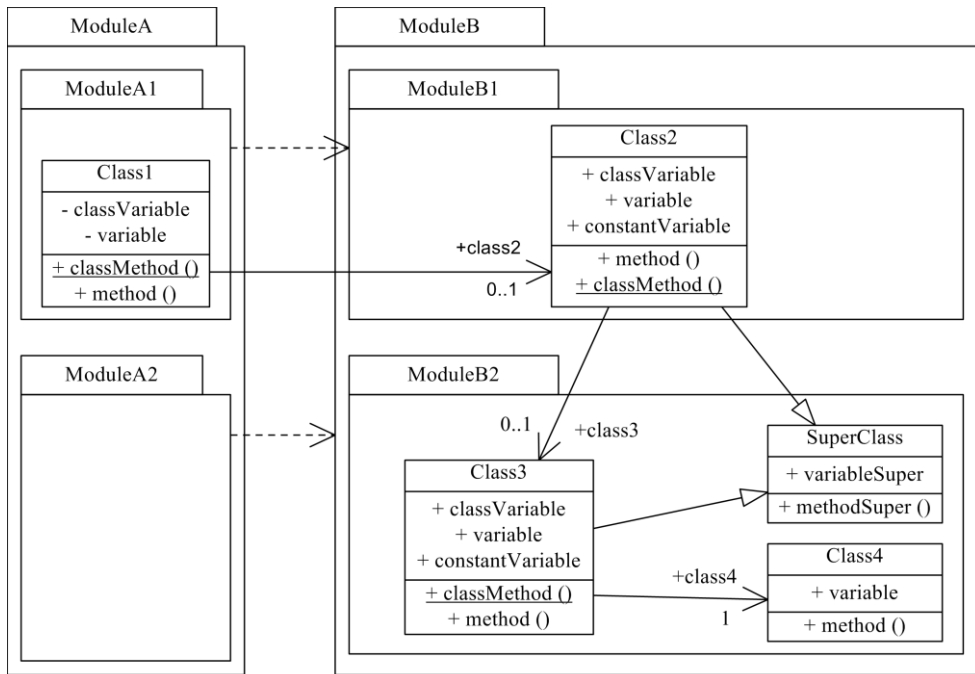 ModuleA
ModuleA1
Class1
- classVariable
- variable
+ classMethod ()
+ method ()
ModuleA2
ModuleB
ModuleB1
Class2
+ classVariable
+ variable
+ constantVariable
+ method ()
+ classMethod ()
+class2
0..1
ModuleB2
0..1
+class3
Class3
+ classVariable
+ variable
+ constantVariable
+ classMethod ()
+ method ()
SuperClass
+ variableSuper
+ methodSuper ()
+class4
1
Class4
+ variable
+ method ()